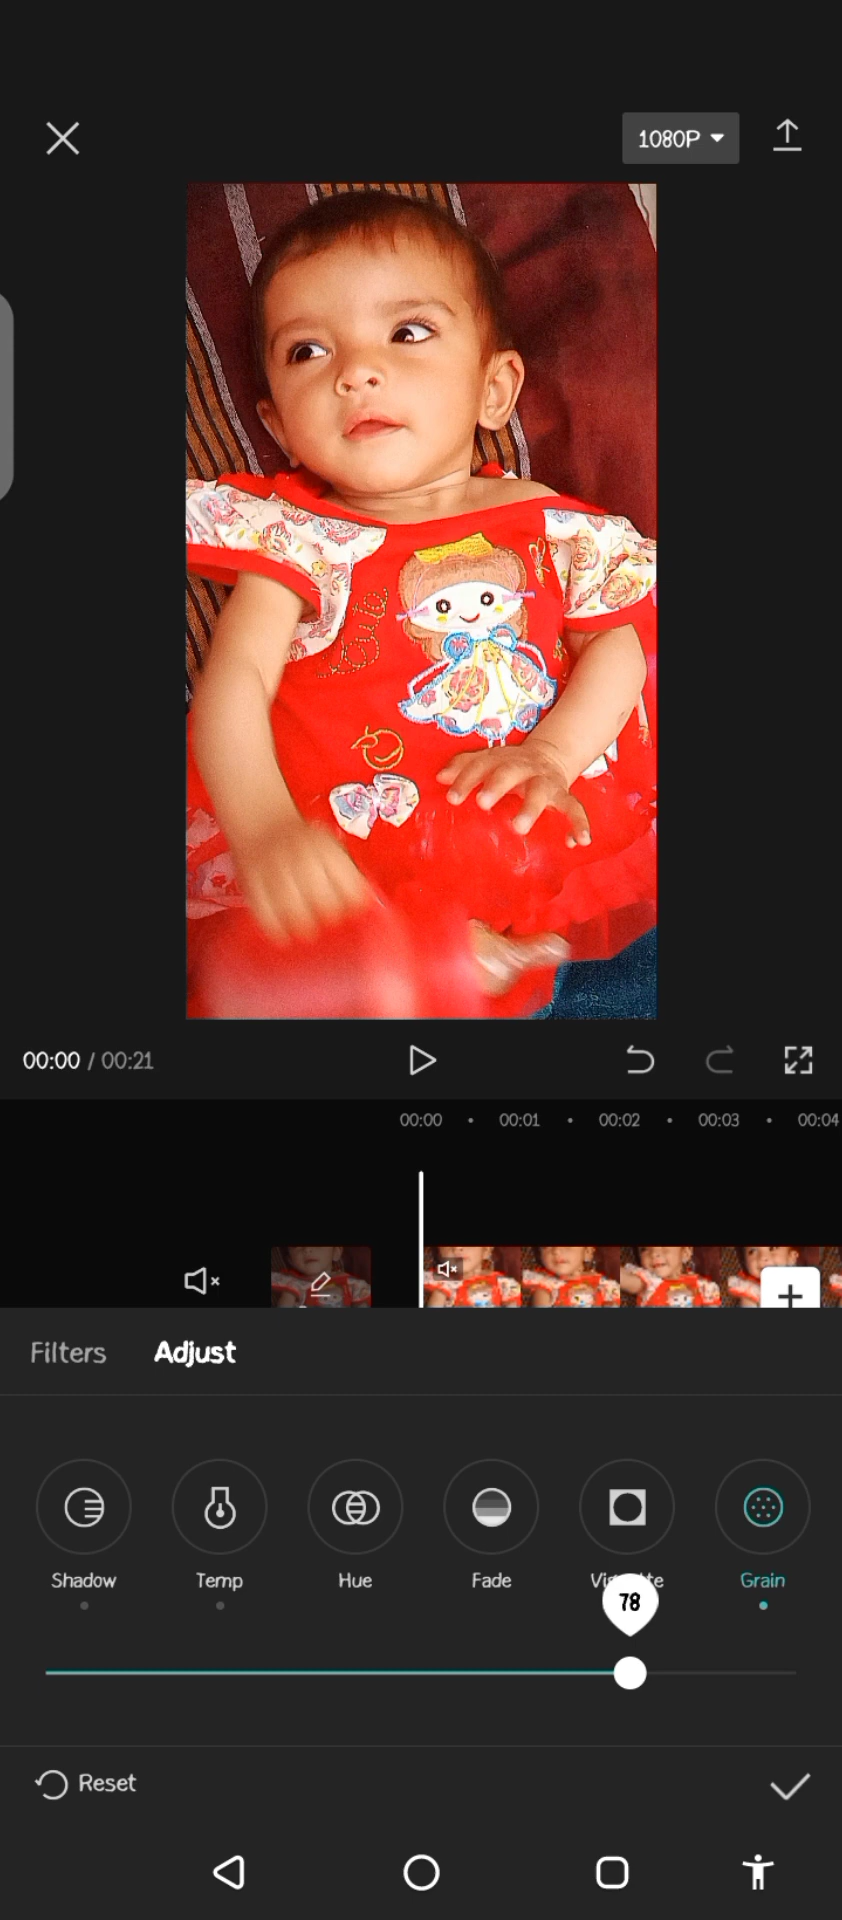 1080P
Cute
00:00 / 00:21
00:00 • 00:01 • 00:02 • 00:03 • 00:04
Filters Adjust
Shadow Temp Hue Fade Grain
78
Reset